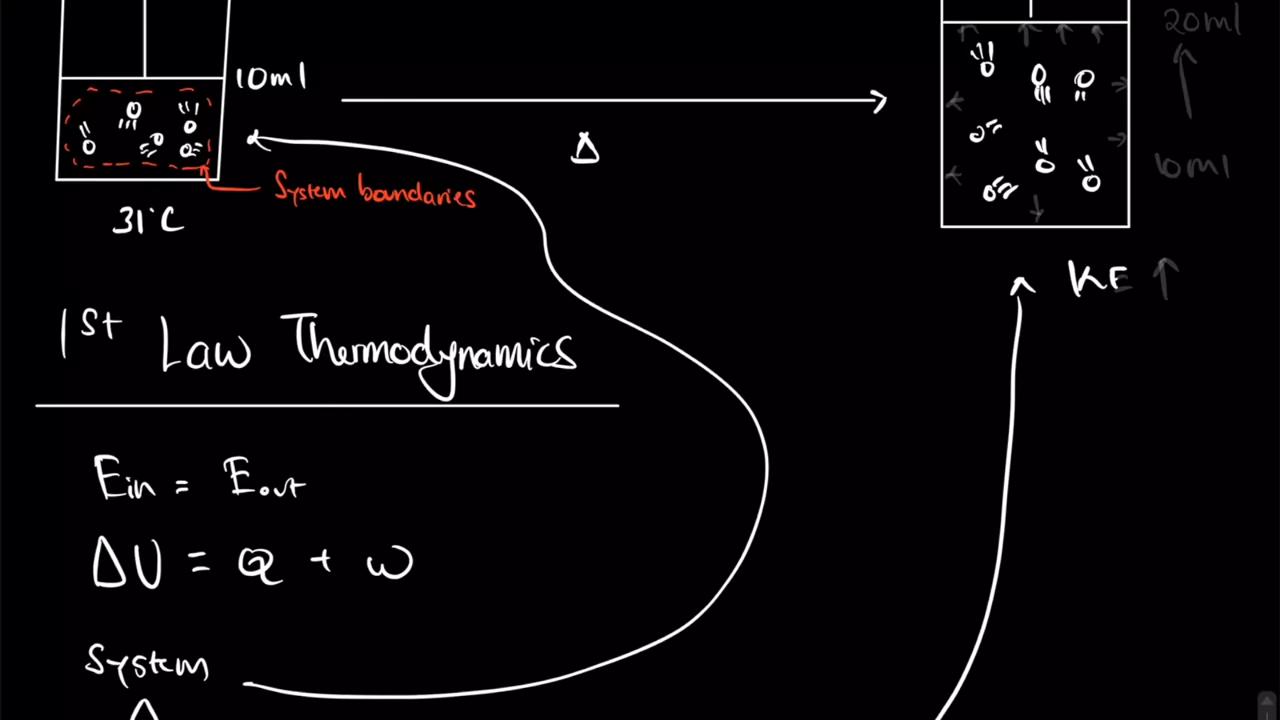 10ml
20ml
10ml
Δ
System boundaries
31°C
KE ↑
1st Law Thermodynamics
Ein = Eout
ΔU = Q + W
System